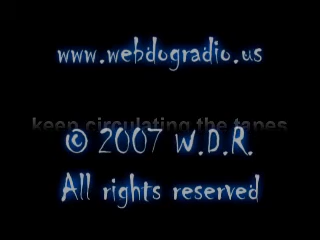 www.webdogradio.us
keep circulating the tapes
© 2007 W.D.R.
All rights reserved